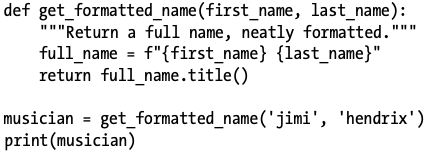 def get_formatted_name(first_name, last_name):
    """Return a full name, neatly formatted."""
    full_name = f"{first_name} {last_name}"
    return full_name.title()

musician = get_formatted_name('jimi', 'hendrix')
print(musician)